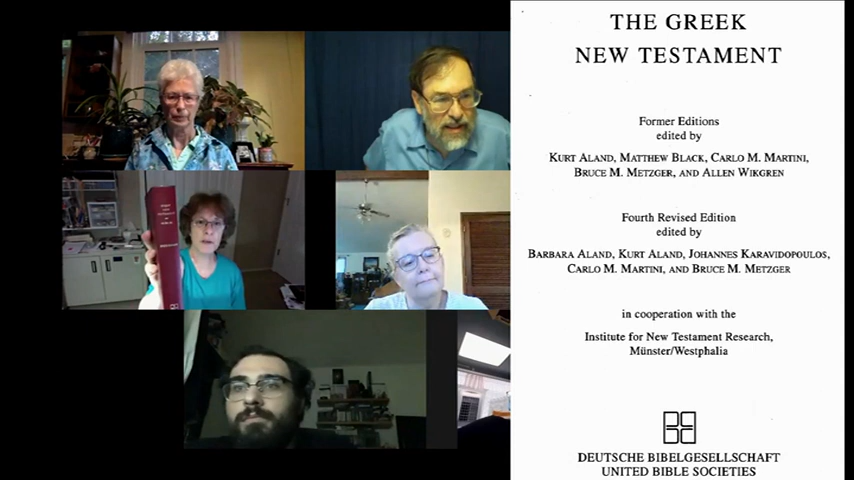 THE GREEK
NEW TESTAMENT
Former Editions
edited by
KURT ALAND, MATTHEW BLACK, CARLO M. MARTINI,
BRUCE M. METZGER, AND ALLEN WIKGREN
Fourth Revised Edition
edited by
BARBARA ALAND, KURT ALAND, JOHANNES KARAVIDOPOULOS,
CARLO M. MARTINI, AND BRUCE M. METZGER
in cooperation with the
Institute for New Testament Research,
Münster/Westphalia
DEUTSCHE BIBELGESELLSCHAFT
UNITED BIBLE SOCIETIES